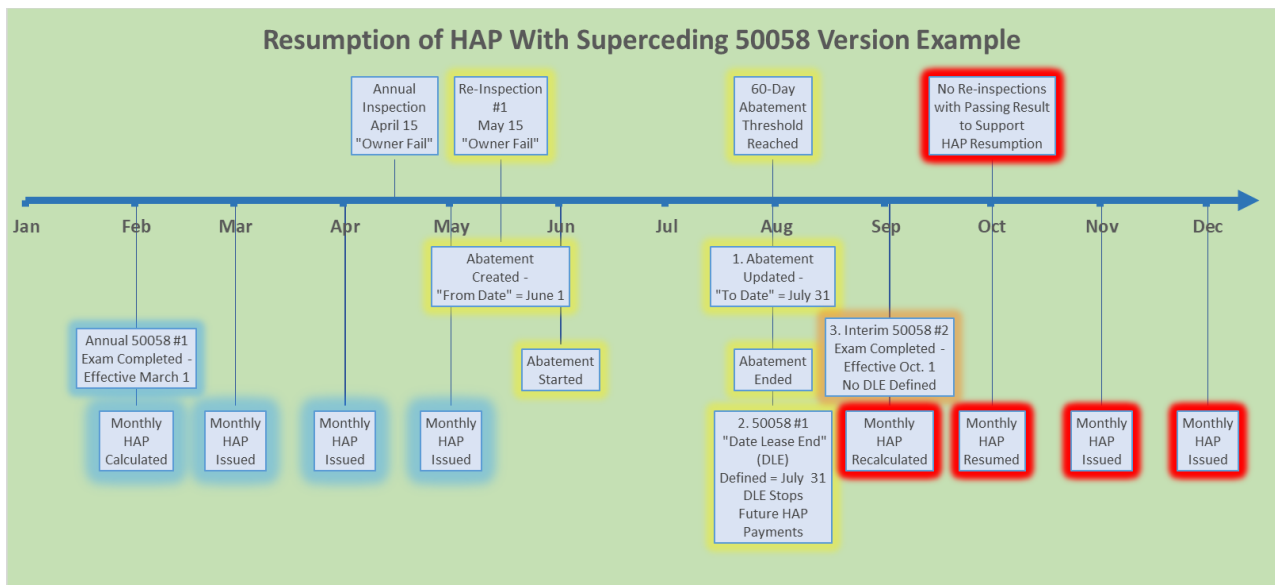 Resumption of HAP With Superceding 50058 Version Example
Annual
Inspection
April 15
"Owner Fail"
Re-Inspection
#1
May 15
"Owner Fail"
60-Day
Abatement
Threshold
Reached
No Re-inspections
with Passing Result
to Support
HAP Resumption
Jan
Feb
Mar
Apr
May
Jun
Jul
Aug
Sep
Oct
Nov
Dec
Abatement
Created -
"From Date" = June 1
1. Abatement
Updated -
"To Date" = July 31
Annual 50058 #1
Exam Completed -
Effective March 1
Abatement
Started
Abatement
Ended
3. Interim 50058 #2
Exam Completed -
Effective Oct. 1
No DLE Defined
Monthly
HAP
Calculated
Monthly
HAP
Issued
Monthly
HAP
Issued
Monthly
HAP
Issued
2. 50058 #1
"Date Lease End"
(DLE)
Defined = July 31
DLE Stops
Future HAP
Payments
Monthly
HAP
Recalculated
Monthly
HAP
Resumed
Monthly
HAP
Issued
Monthly
HAP
Issued